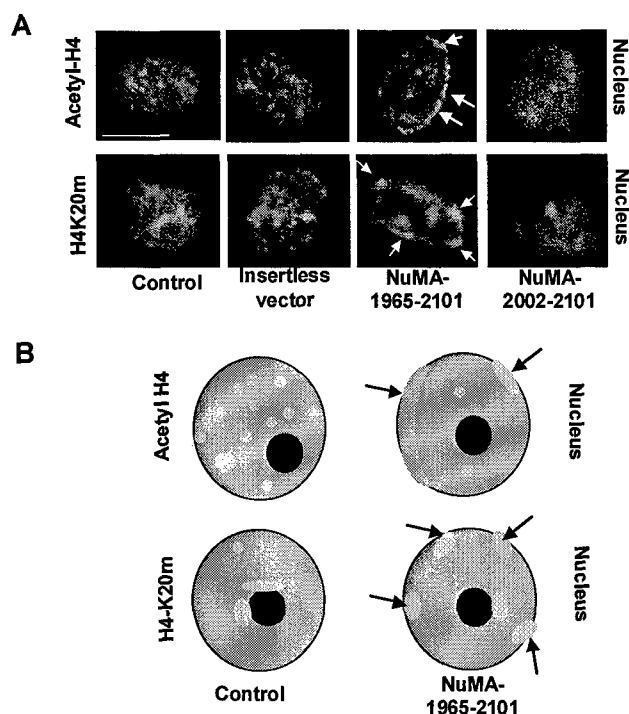 A
Acetyl-H4
Nucleus
H4K20m
Nucleus
Control
Insertless
vector
NuMA-
1965-2101
NuMA-
2002-2101
B
Acetyl H4
Nucleus
H4-K20m
Nucleus
Control
NuMA-
1965-2101